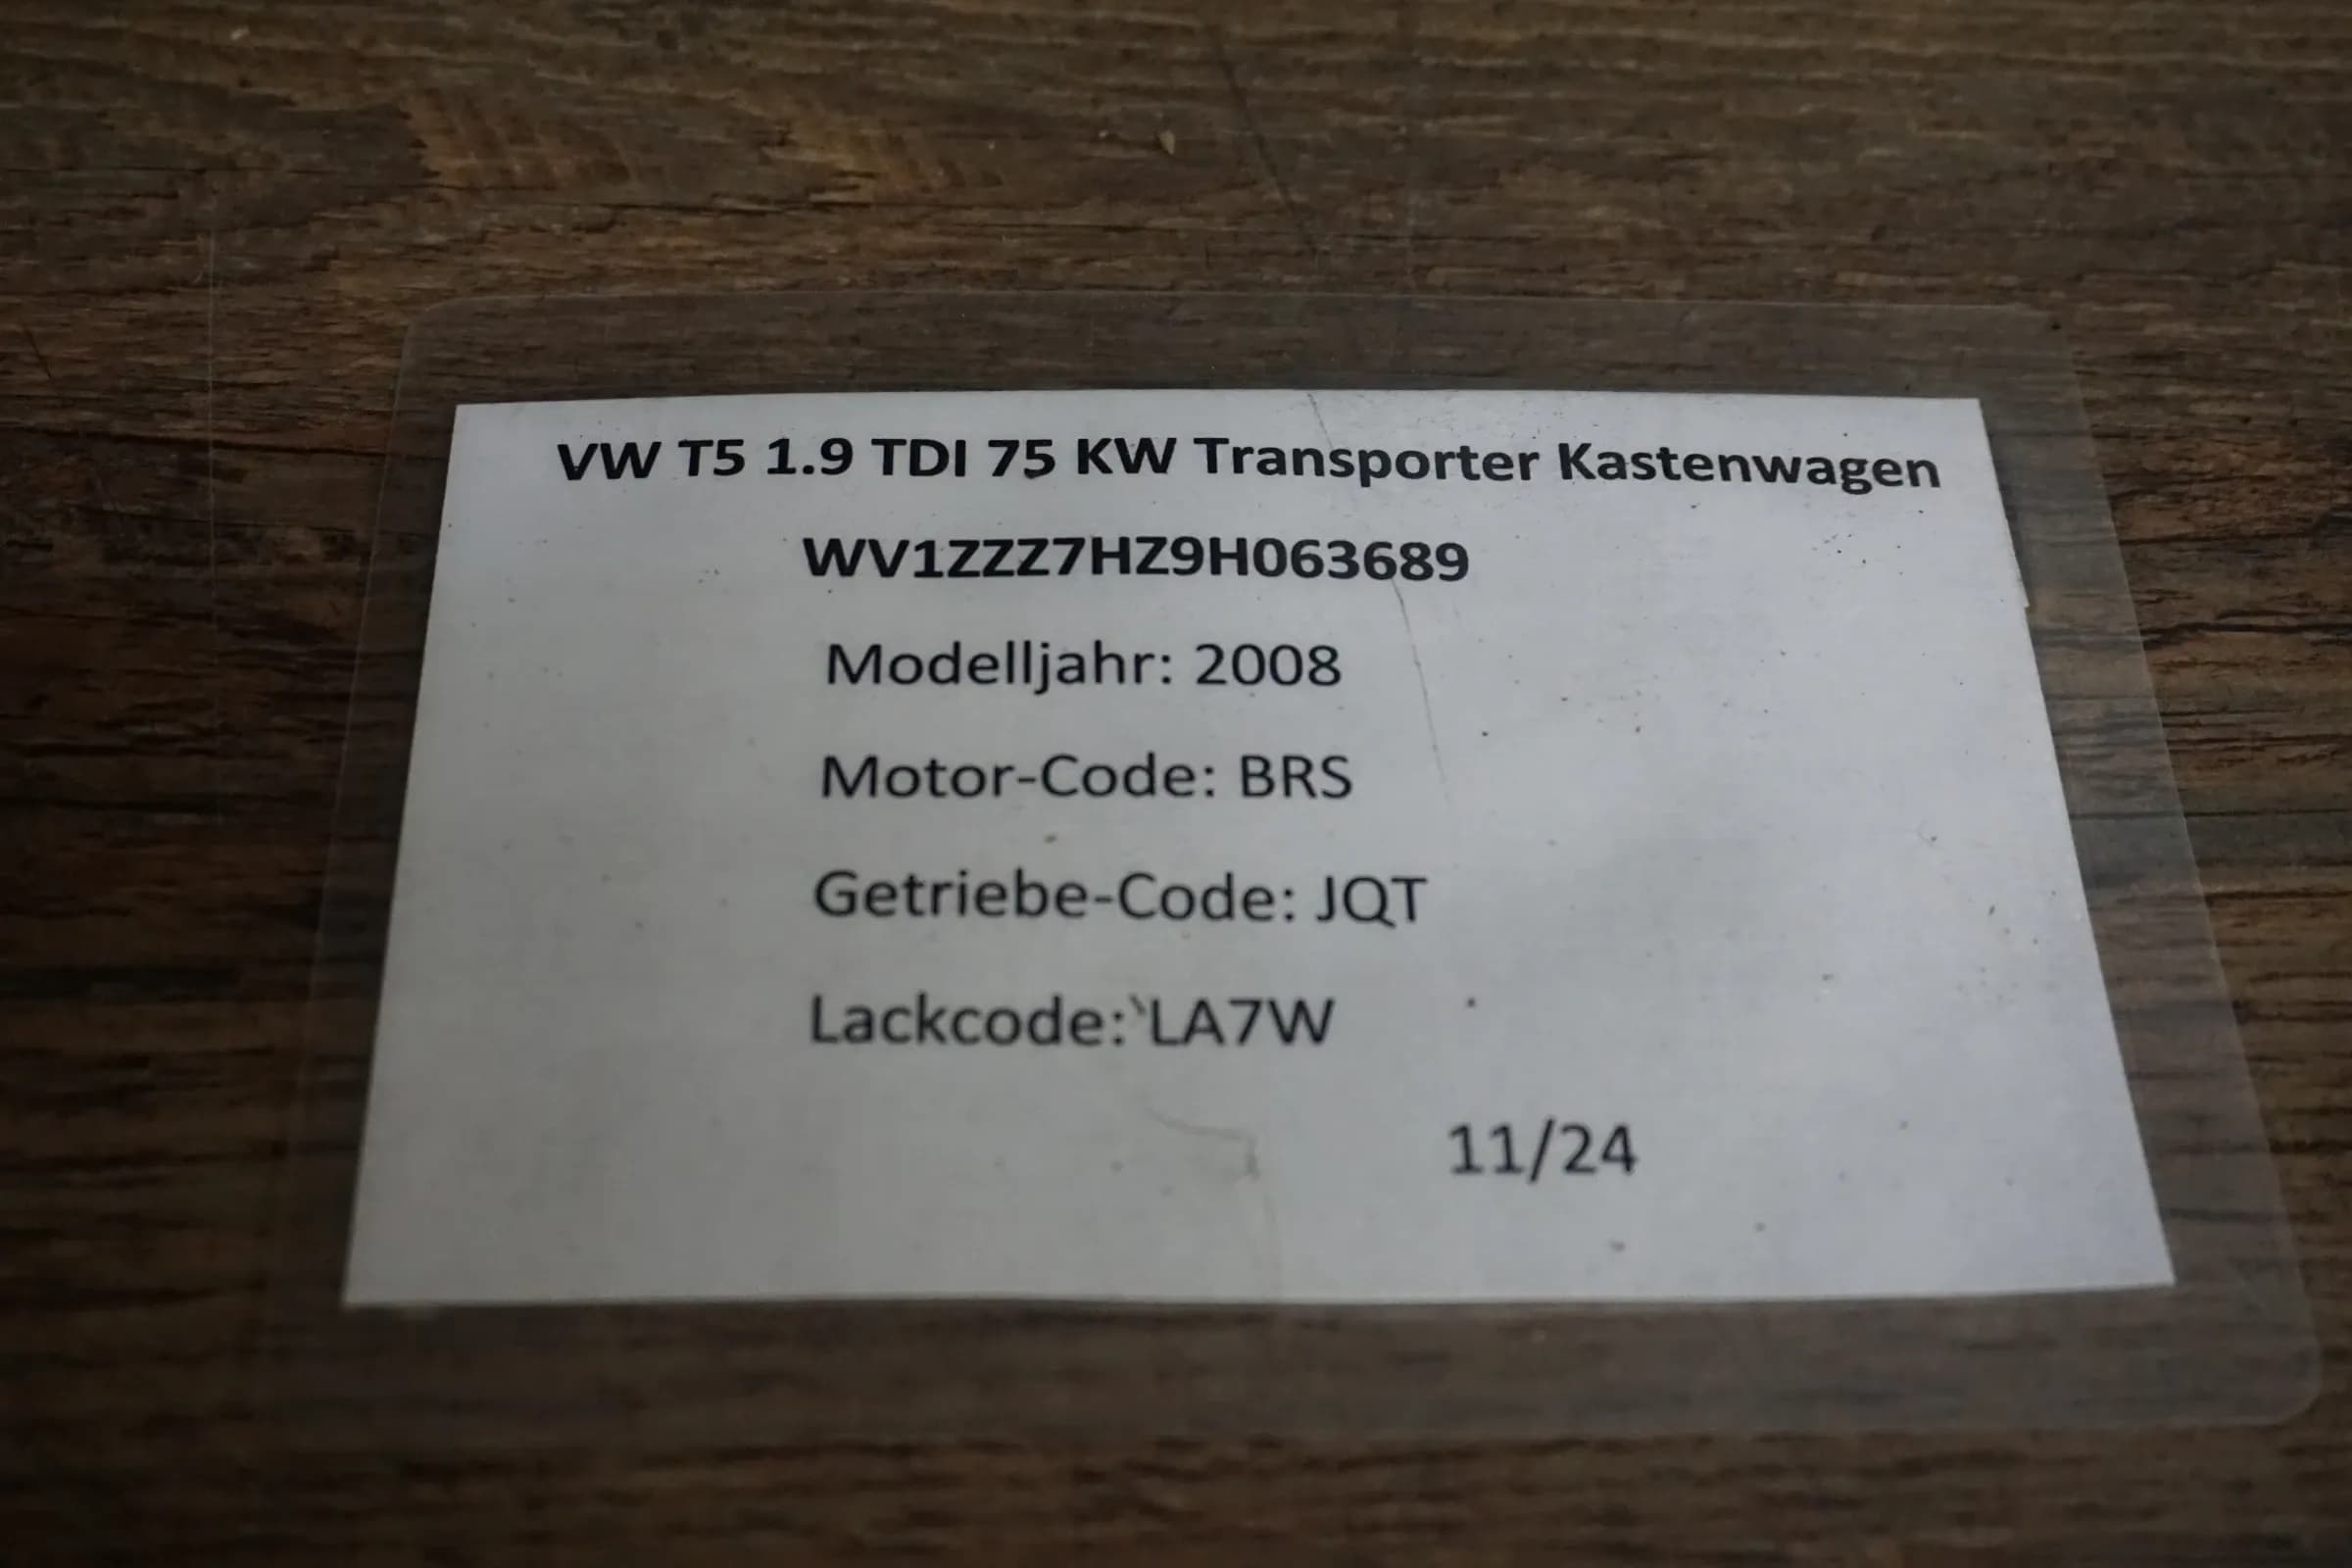 VW T5 1.9 TDI 75 KW Transporter Kastenwagen
WV1ZZZ7HZ9H063689
Modelljahr: 2008
Motor-Code: BRS
Getriebe-Code: JQT
Lackcode: LA7W
11/24